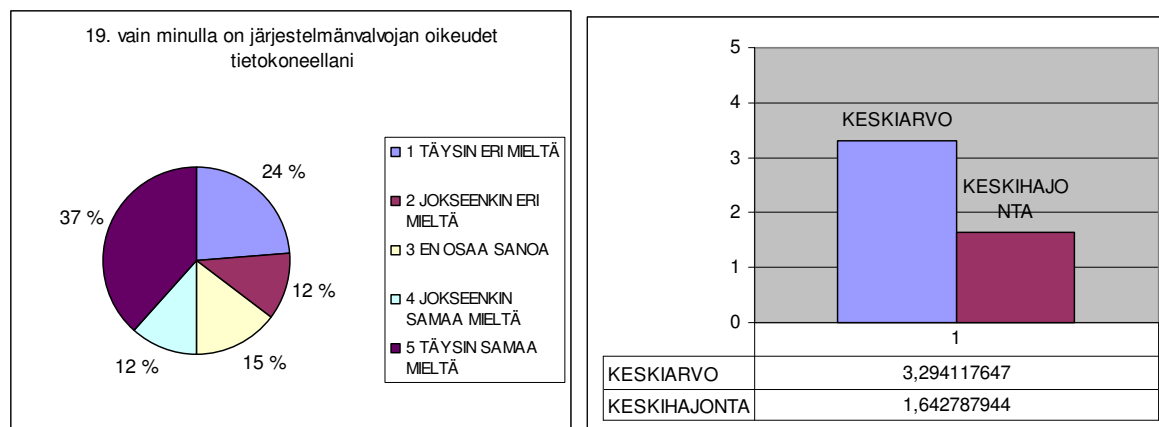 19. vain minulla on järjestelmänvalvojan oikeudet
tietokoneellani
24 %
12 %
15 %
12 %
37 %
1 TÄYSIN ERI MIELTÄ
2 JOKSEENKIN ERI
MIELTÄ
3 EN OSAA SANOA
4 JOKSEENKIN
SAMAA MIELTÄ
5 TÄYSIN SAMAA
MIELTÄ
5
4
3
2
1
0
KESKIARVO
KESKIHAJO
NTA
1
KESKIARVO 3,294117647
KESKIHAJONTA 1,642787944